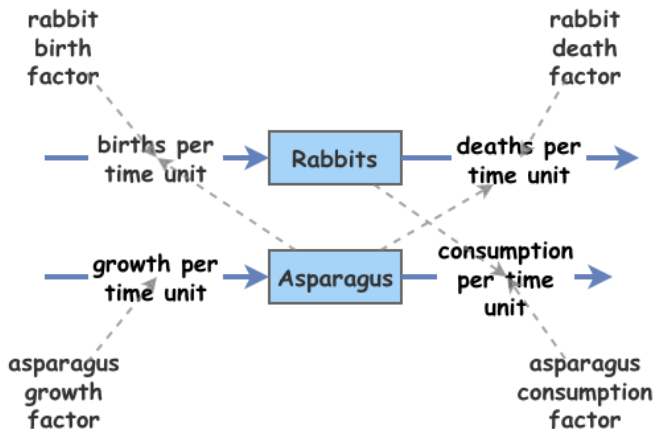 rabbit
birth
factor
rabbit
death
factor
births per
time unit
Rabbits
deaths per
time unit
growth per
time unit
Asparagus
consumption
per time
unit
asparagus
growth
factor
asparagus
consumption
factor